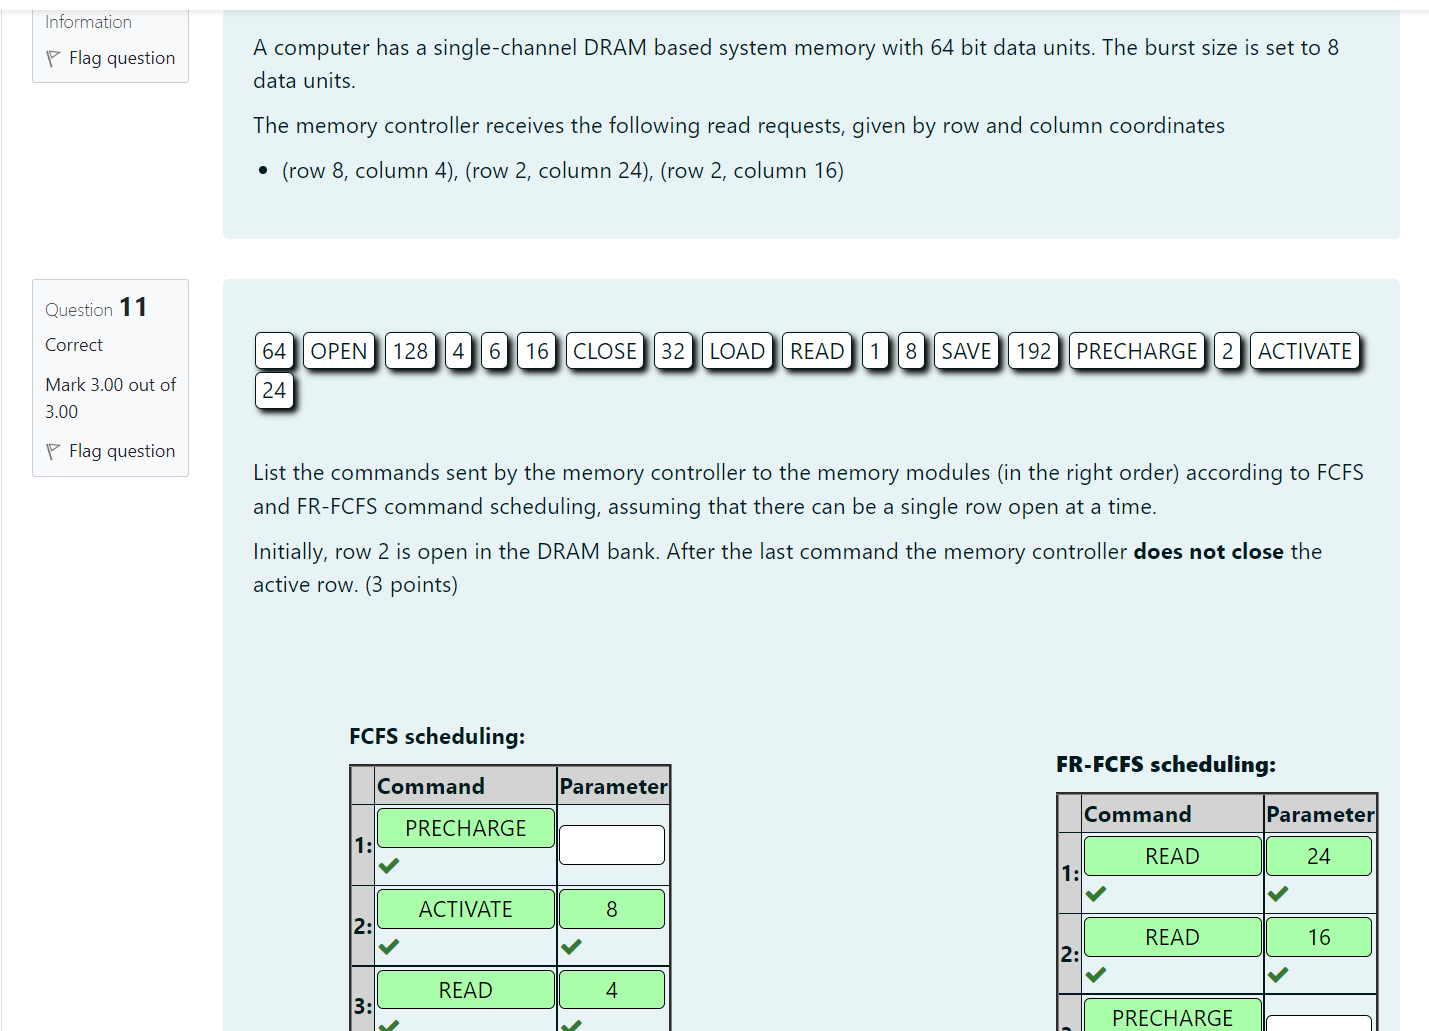 Information
Flag question
A computer has a single-channel DRAM based system memory with 64 bit data units. The burst size is set to 8
data units.
The memory controller receives the following read requests, given by row and column coordinates
• (row 8, column 4), (row 2, column 24), (row 2, column 16)
Question 11
Correct
Mark 3.00 out of
3.00
Flag question
64 OPEN 128 4 6 16 CLOSE 32 LOAD READ 1 8 SAVE 192 PRECHARGE 2 ACTIVATE
24
List the commands sent by the memory controller to the memory modules (in the right order) according to FCFS
and FR-FCFS command scheduling, assuming that there can be a single row open at a time.
Initially, row 2 is open in the DRAM bank. After the last command the memory controller does not close the
active row. (3 points)
FCFS scheduling:
Command Parameter
1: PRECHARGE
2: ACTIVATE 8
3: READ 4
FR-FCFS scheduling:
Command Parameter
1: READ 24
2: READ 16
PRECHARGE